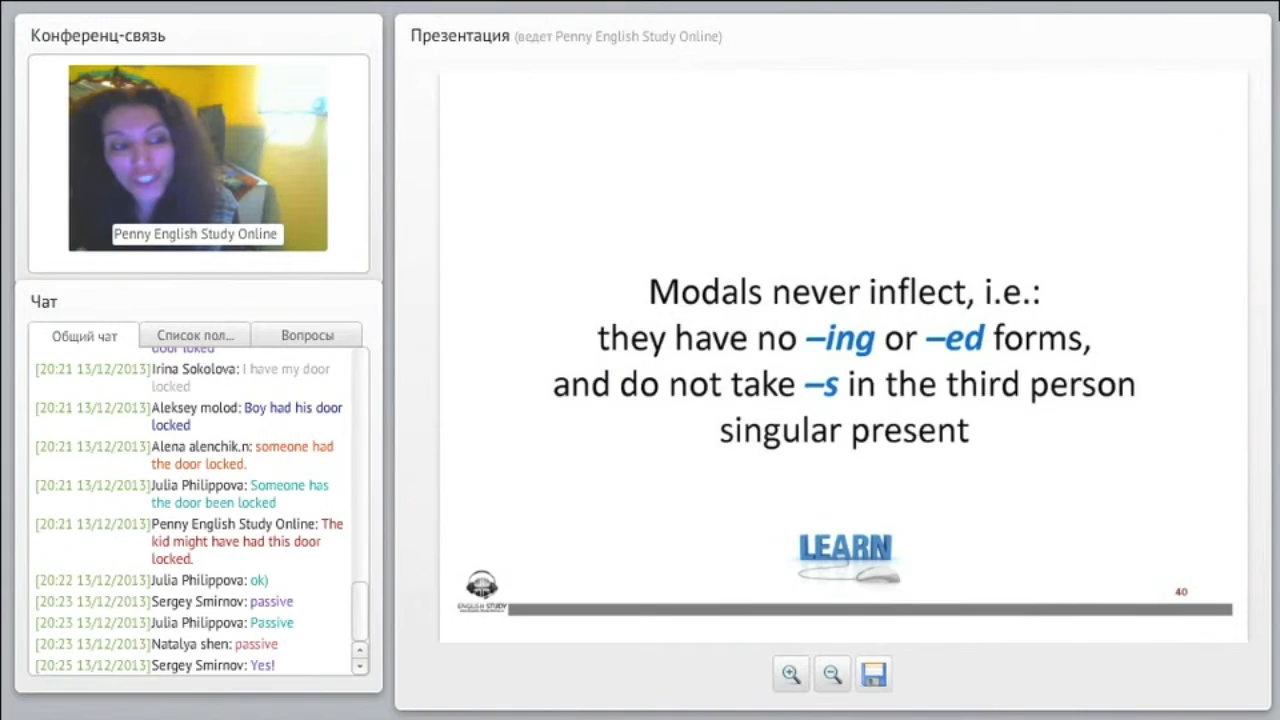 Конференц-связь
Penny English Study Online
Чат
Общий чат
Список пол...
Вопросы
door loked
[20:21 13/12/2013]Irina Sokolova: I have my door
locked
[20:21 13/12/2013]Aleksey molod: Boy had his door
locked
[20:21 13/12/2013]Alena alenchik.n: someone had
the door locked.
[20:21 13/12/2013]Julia Philippova: Someone has
the door been locked
[20:21 13/12/2013]Penny English Study Online: The
kid might have had this door
locked.
[20:22 13/12/2013]Julia Philippova: ok)
[20:23 13/12/2013]Sergey Smirnov: passive
[20:23 13/12/2013]Julia Philippova: Passive
[20:23 13/12/2013]Natalya shen: passive
[20:25 13/12/2013]Sergey Smirnov: Yes!
Презентация (ведет Penny English Study Online)
Modals never inflect, i.e.:
they have no –ing or –ed forms,
and do not take –s in the third person
singular present
LEARN
ENGLISH STUDY
40